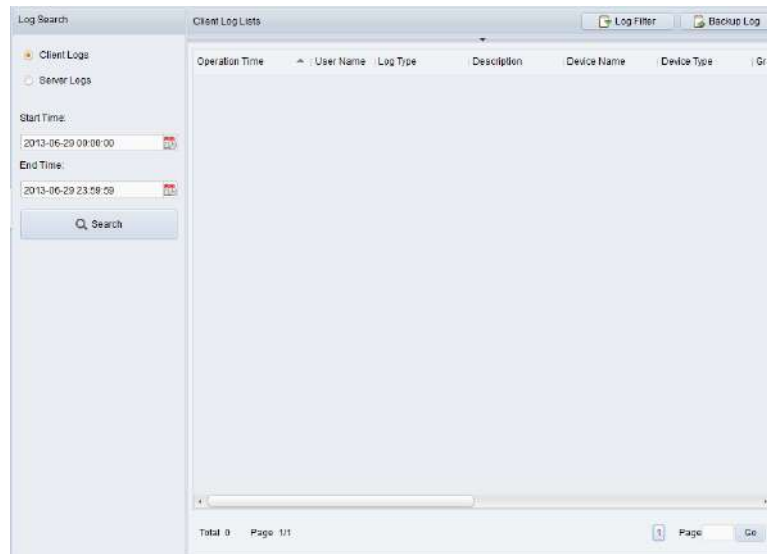 Log Search
Client Logs
Server Logs
Start Time:
2013-06-29 00:00:00
End Time:
2013-06-29 23:59:59
Search
Client Log Lists
Log Filter
Backup Log
Operation Time User Name Log Type Description Device Name Device Type Gr
Total 0 Page 1/1
1 Page Go